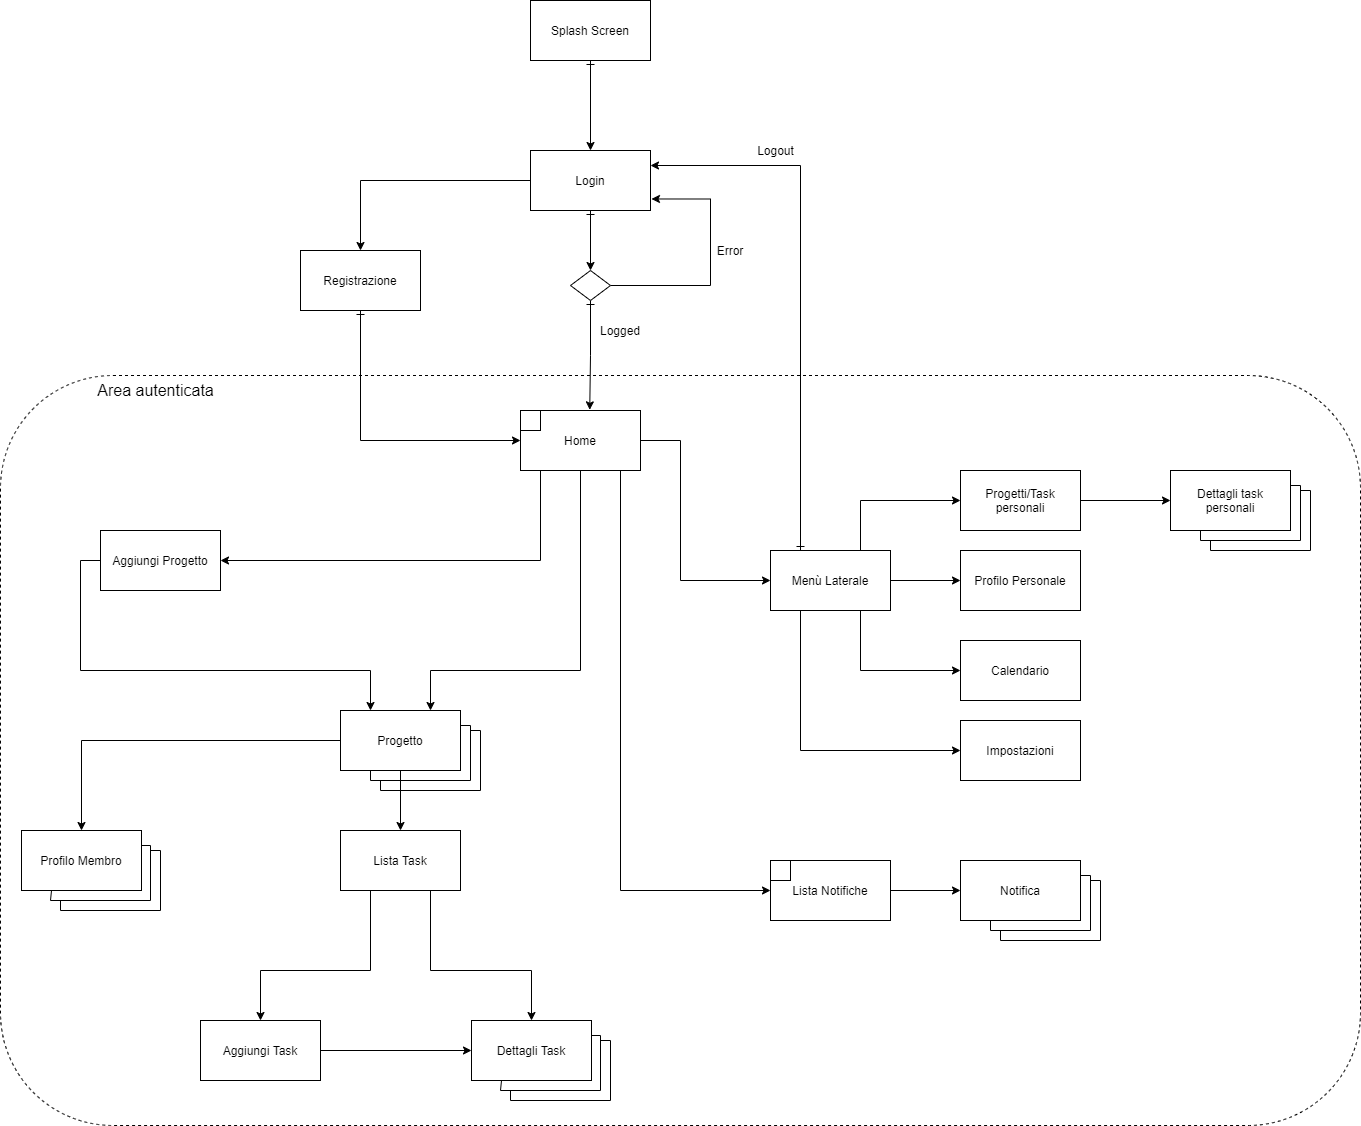 Splash Screen
Logout
Login
Error
Registrazione
Logged
Area autenticata
Home
Progetti/Task
personali
Dettagli task
personali
Aggiungi Progetto
Menù Laterale
Profilo Personale
Calendario
Progetto
Impostazioni
Profilo Membro
Lista Task
Lista Notifiche
Notifica
Aggiungi Task
Dettagli Task